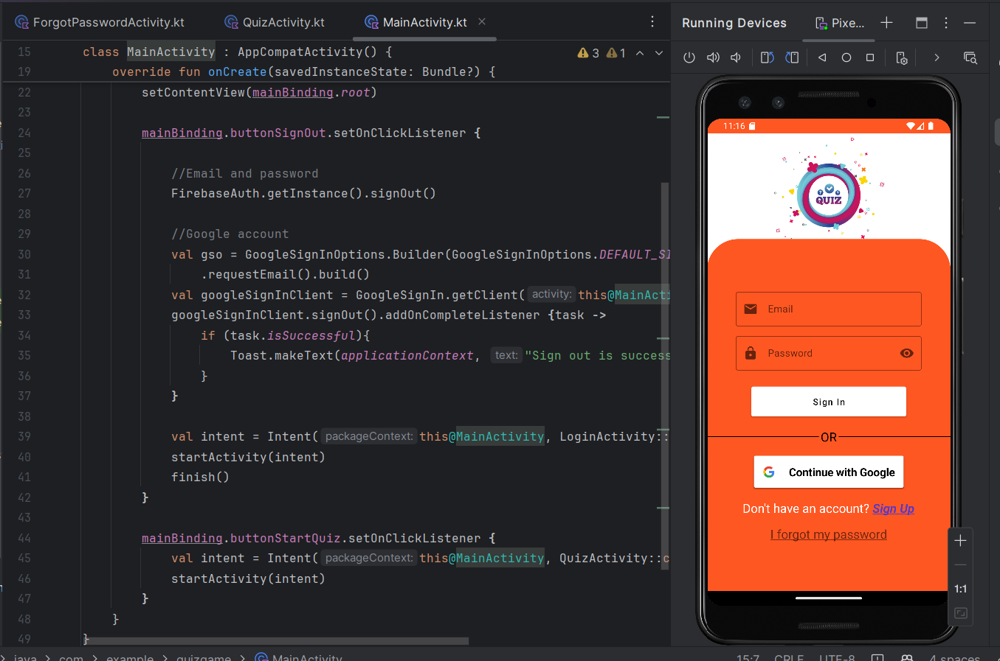 ForgotPasswordActivity.kt QuizActivity.kt MainActivity.kt
15 class MainActivity : AppCompatActivity() { 3 1
19 override fun onCreate(savedInstanceState: Bundle?) {
22 setContentView(mainBinding.root)
23
24 mainBinding.buttonSignOut.setOnClickListener {
25
26 //Email and password
27 FirebaseAuth.getInstance().signOut()
28
29 //Google account
30 val gso = GoogleSignInOptions.Builder(GoogleSignInOptions.DEFAULT_SI
31 .requestEmail().build()
32 val googleSignInClient = GoogleSignIn.getClient( activity: this@MainActi
33 googleSignInClient.signOut().addOnCompleteListener {task ->
34 if (task.isSuccessful){
35 Toast.makeText(applicationContext, text: "Sign out is success
36 }
37 }
38
39 val intent = Intent( packageContext: this@MainActivity, LoginActivity::
40 startActivity(intent)
41 finish()
42 }
43
44 mainBinding.buttonStartQuiz.setOnClickListener {
45 val intent = Intent( packageContext: this@MainActivity, QuizActivity::c
46 startActivity(intent)
47 }
48 }
49 }
java > com > example > quizgame > MainActivity
15:7 CRLF UTF-8 4 spaces
Running Devices Pixe...
11:16
QUIZ
Email
Password
Sign In
OR
Continue with Google
Don't have an account? Sign Up
I forgot my password
1:1